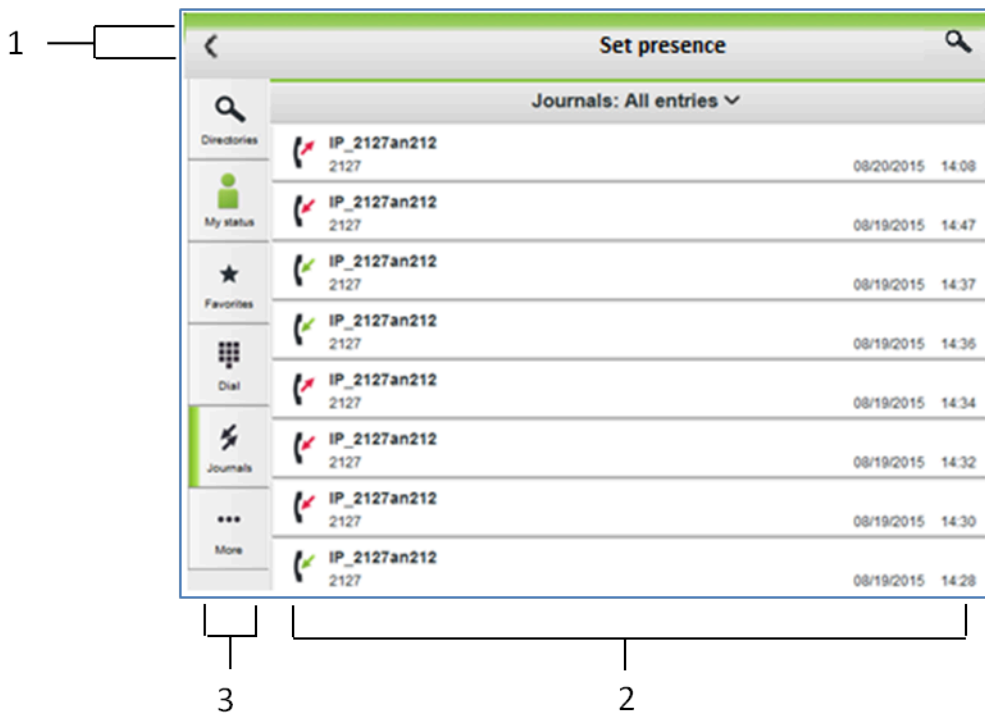 1
Set presence
Directories
My status
Favorites
Dial
Journals
More
Journals: All entries
IP_2127an212
2127 08/20/2015 14:08
IP_2127an212
2127 08/19/2015 14:47
IP_2127an212
2127 08/19/2015 14:37
IP_2127an212
2127 08/19/2015 14:36
IP_2127an212
2127 08/19/2015 14:34
IP_2127an212
2127 08/19/2015 14:32
IP_2127an212
2127 08/19/2015 14:30
IP_2127an212
2127 08/19/2015 14:28
3
2